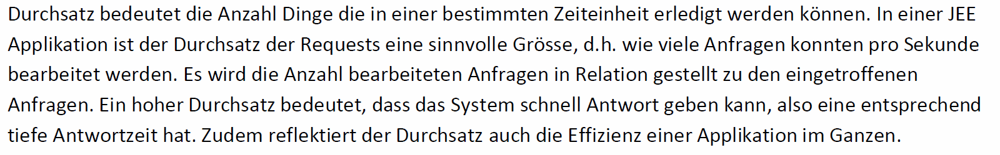 Durchsatz bedeutet die Anzahl Dinge die in einer bestimmten Zeiteinheit erledigt werden können. In einer JEE
Applikation ist der Durchsatz der Requests eine sinnvolle Grösse, d.h. wie viele Anfragen konnten pro Sekunde
bearbeitet werden. Es wird die Anzahl bearbeiteten Anfragen in Relation gestellt zu den eingetroffenen
Anfragen. Ein hoher Durchsatz bedeutet, dass das System schnell Antwort geben kann, also eine entsprechend
tiefe Antwortzeit hat. Zudem reflektiert der Durchsatz auch die Effizienz einer Applikation im Ganzen.